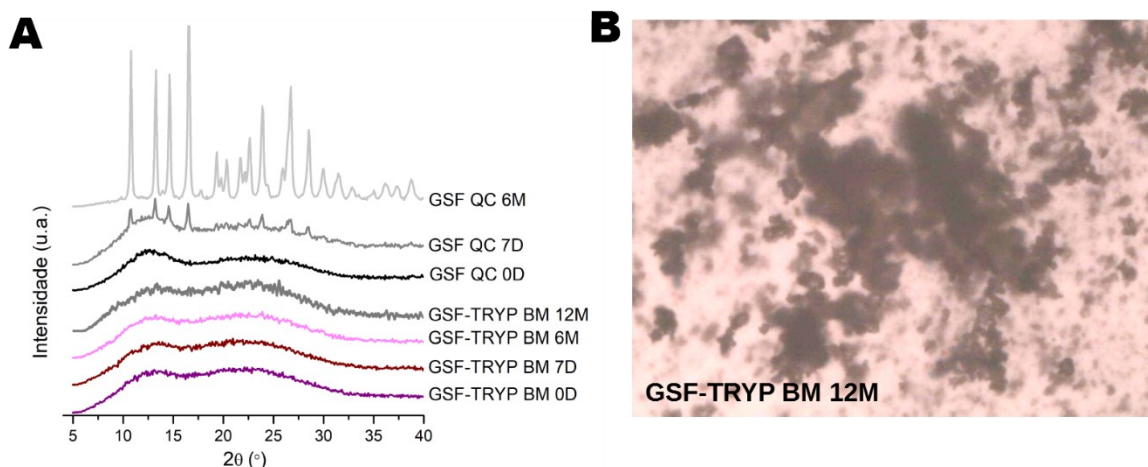 A
B
GSF QC 6M
GSF QC 7D
GSF QC 0D
GSF-TRYP BM 12M
GSF-TRYP BM 6M
GSF-TRYP BM 7D
GSF-TRYP BM 0D
Intensidade (u.a.)
5 10 15 20 25 30 35 40
2θ (°)
GSF-TRYP BM 12M